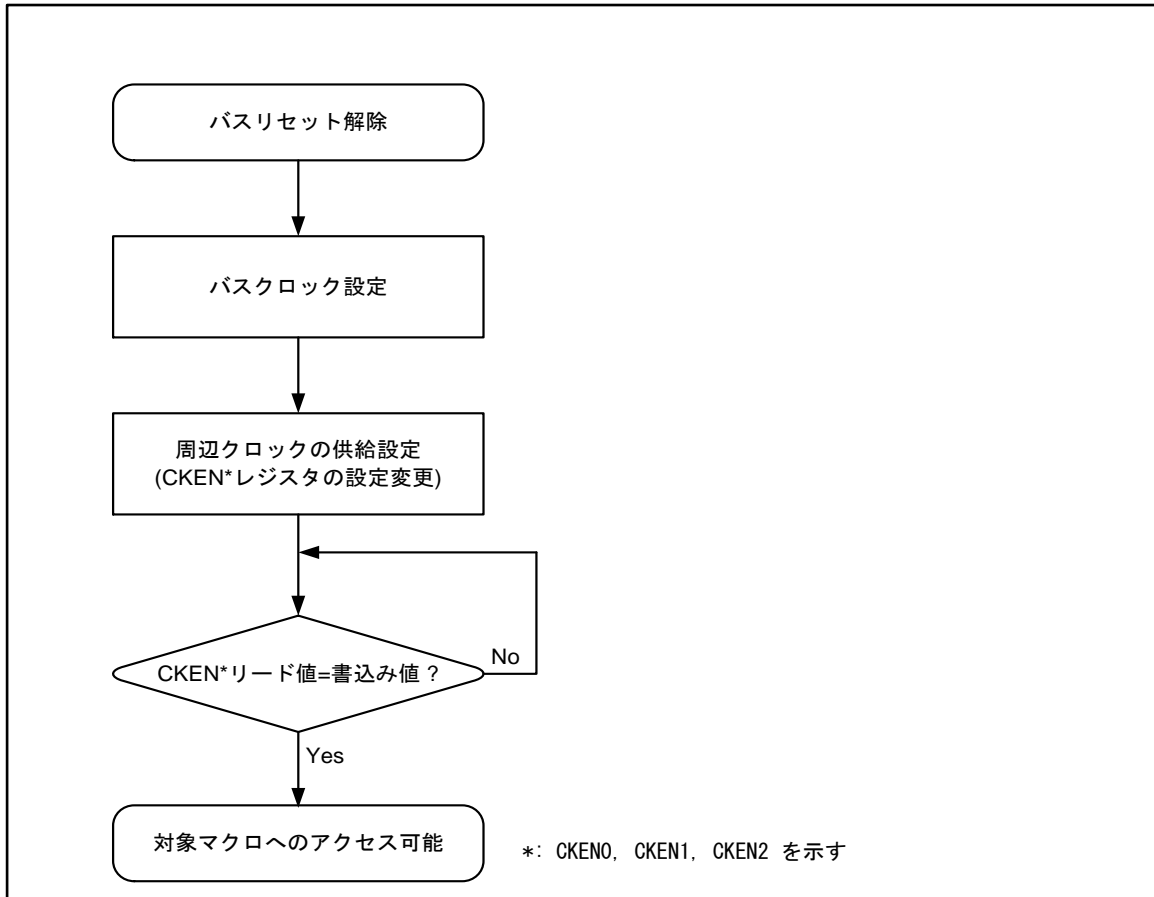 バスリセット解除
バスクロック設定
周辺クロックの供給設定
(CKEN*レジスタの設定変更)
CKEN*リード値=書込み値 ?
No
Yes
対象マクロへのアクセス可能
*: CKEN0, CKEN1, CKEN2 を示す